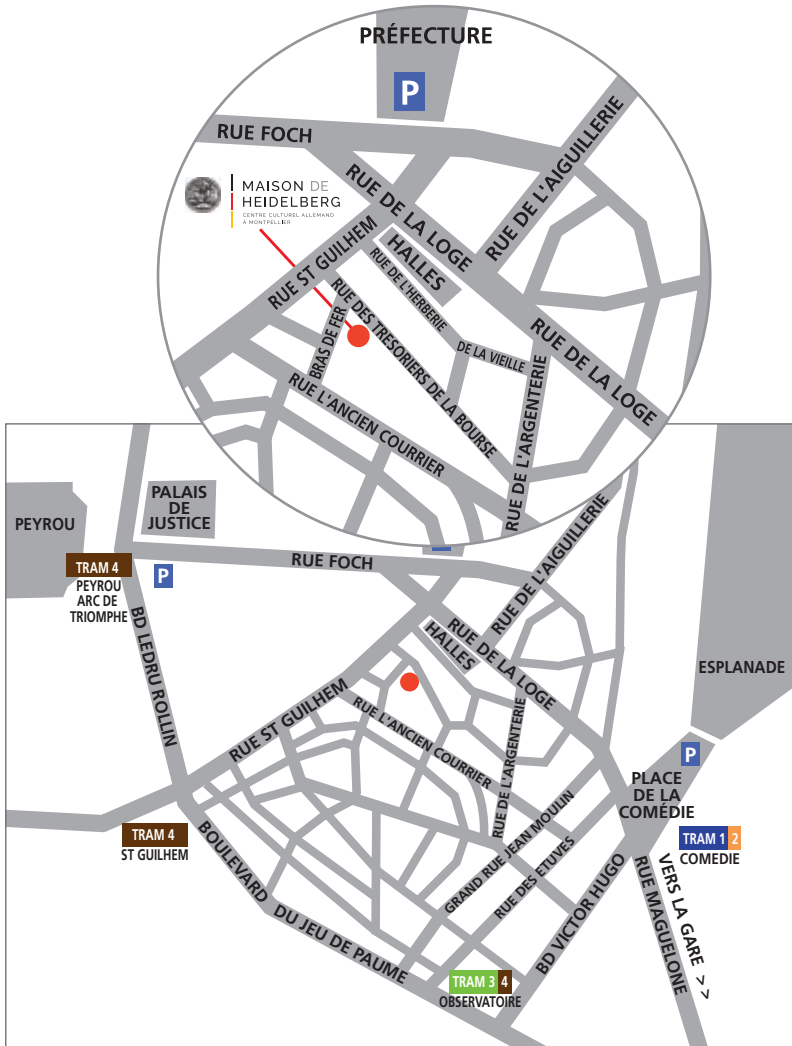 PRÉFECTURE
P
RUE FOCH
RUE DE L'AIGUILLERIE
MAISON DE
HEIDELBERG
CENTRE CULTUREL ALLEMAND
À MONTPELLIER
RUE DE LA LOGE
HALLES
RUE ST GUILHEM
RUE DE L'HERBERIE
RUE DES TRESORIERS DE LA BOURSE
BRAS DE FER
DE LA VIEILLE
RUE DE LA LOGE
RUE L'ANCIEN COURRIER
RUE DE L'ARGENTERIE
PEYROU
PALAIS
DE
JUSTICE
RUE FOCH
TRAM 4
PEYROU
ARC DE
TRIOMPHE
P
RUE DE L'AIGUILLERIE
BD LEDRU ROLLIN
HALLES
RUE DE LA LOGE
ESPLANADE
RUE ST GUILHEM
RUE L'ANCIEN COURRIER
RUE DE L'ARGENTERIE
P
PLACE
DE LA
COMÉDIE
TRAM 4
ST GUILHEM
BOULEVARD
DU JEU DE PAUME
GRAND RUE JEAN MOULIN
RUE DES ETUVES
TRAM 1 2
COMEDIE
BD VICTOR HUGO
RUE MAGUELONE
VERS LA GARE >>
TRAM 3 4
OBSERVATOIRE